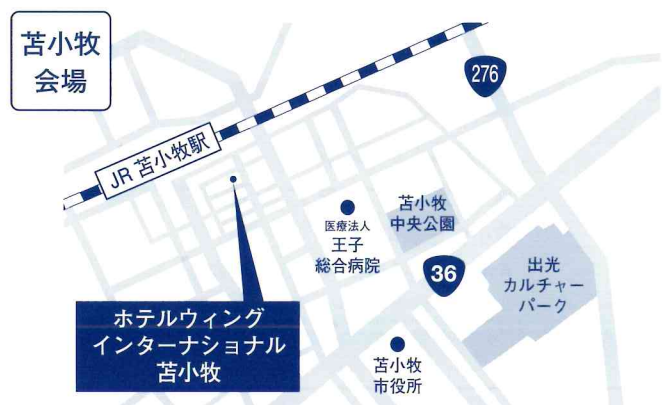 苫小牧
会場
276
JR 苫小牧駅
医療法人
王子
総合病院
苫小牧
中央公園
36
出光
カルチャー
パーク
ホテルウィング
インターナショナル
苫小牧
苫小牧
市役所